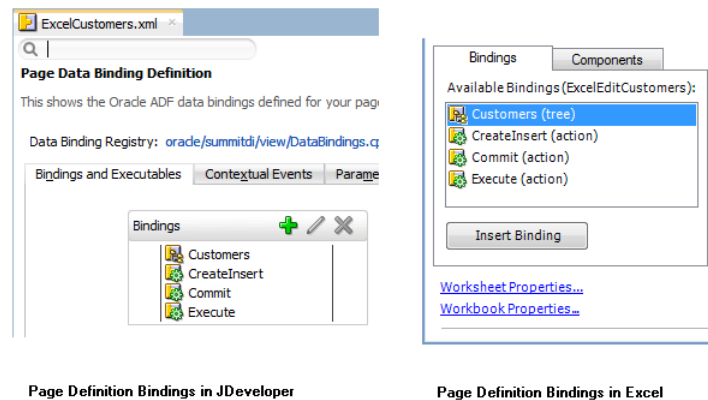 ExcelCustomers.xml
Page Data Binding Definition
This shows the Oracle ADF data bindings defined for your pag
Data Binding Registry: oracle/summitdi/view/DataBindings.cp
Bindings and Executables Contextual Events Parame
Bindings
Customers
CreateInsert
Commit
Execute
Page Definition Bindings in JDeveloper
Bindings Components
Available Bindings(ExcelEditCustomers):
Customers (tree)
CreateInsert (action)
Commit (action)
Execute (action)
Insert Binding
Worksheet Properties...
Workbook Properties...
Page Definition Bindings in Excel